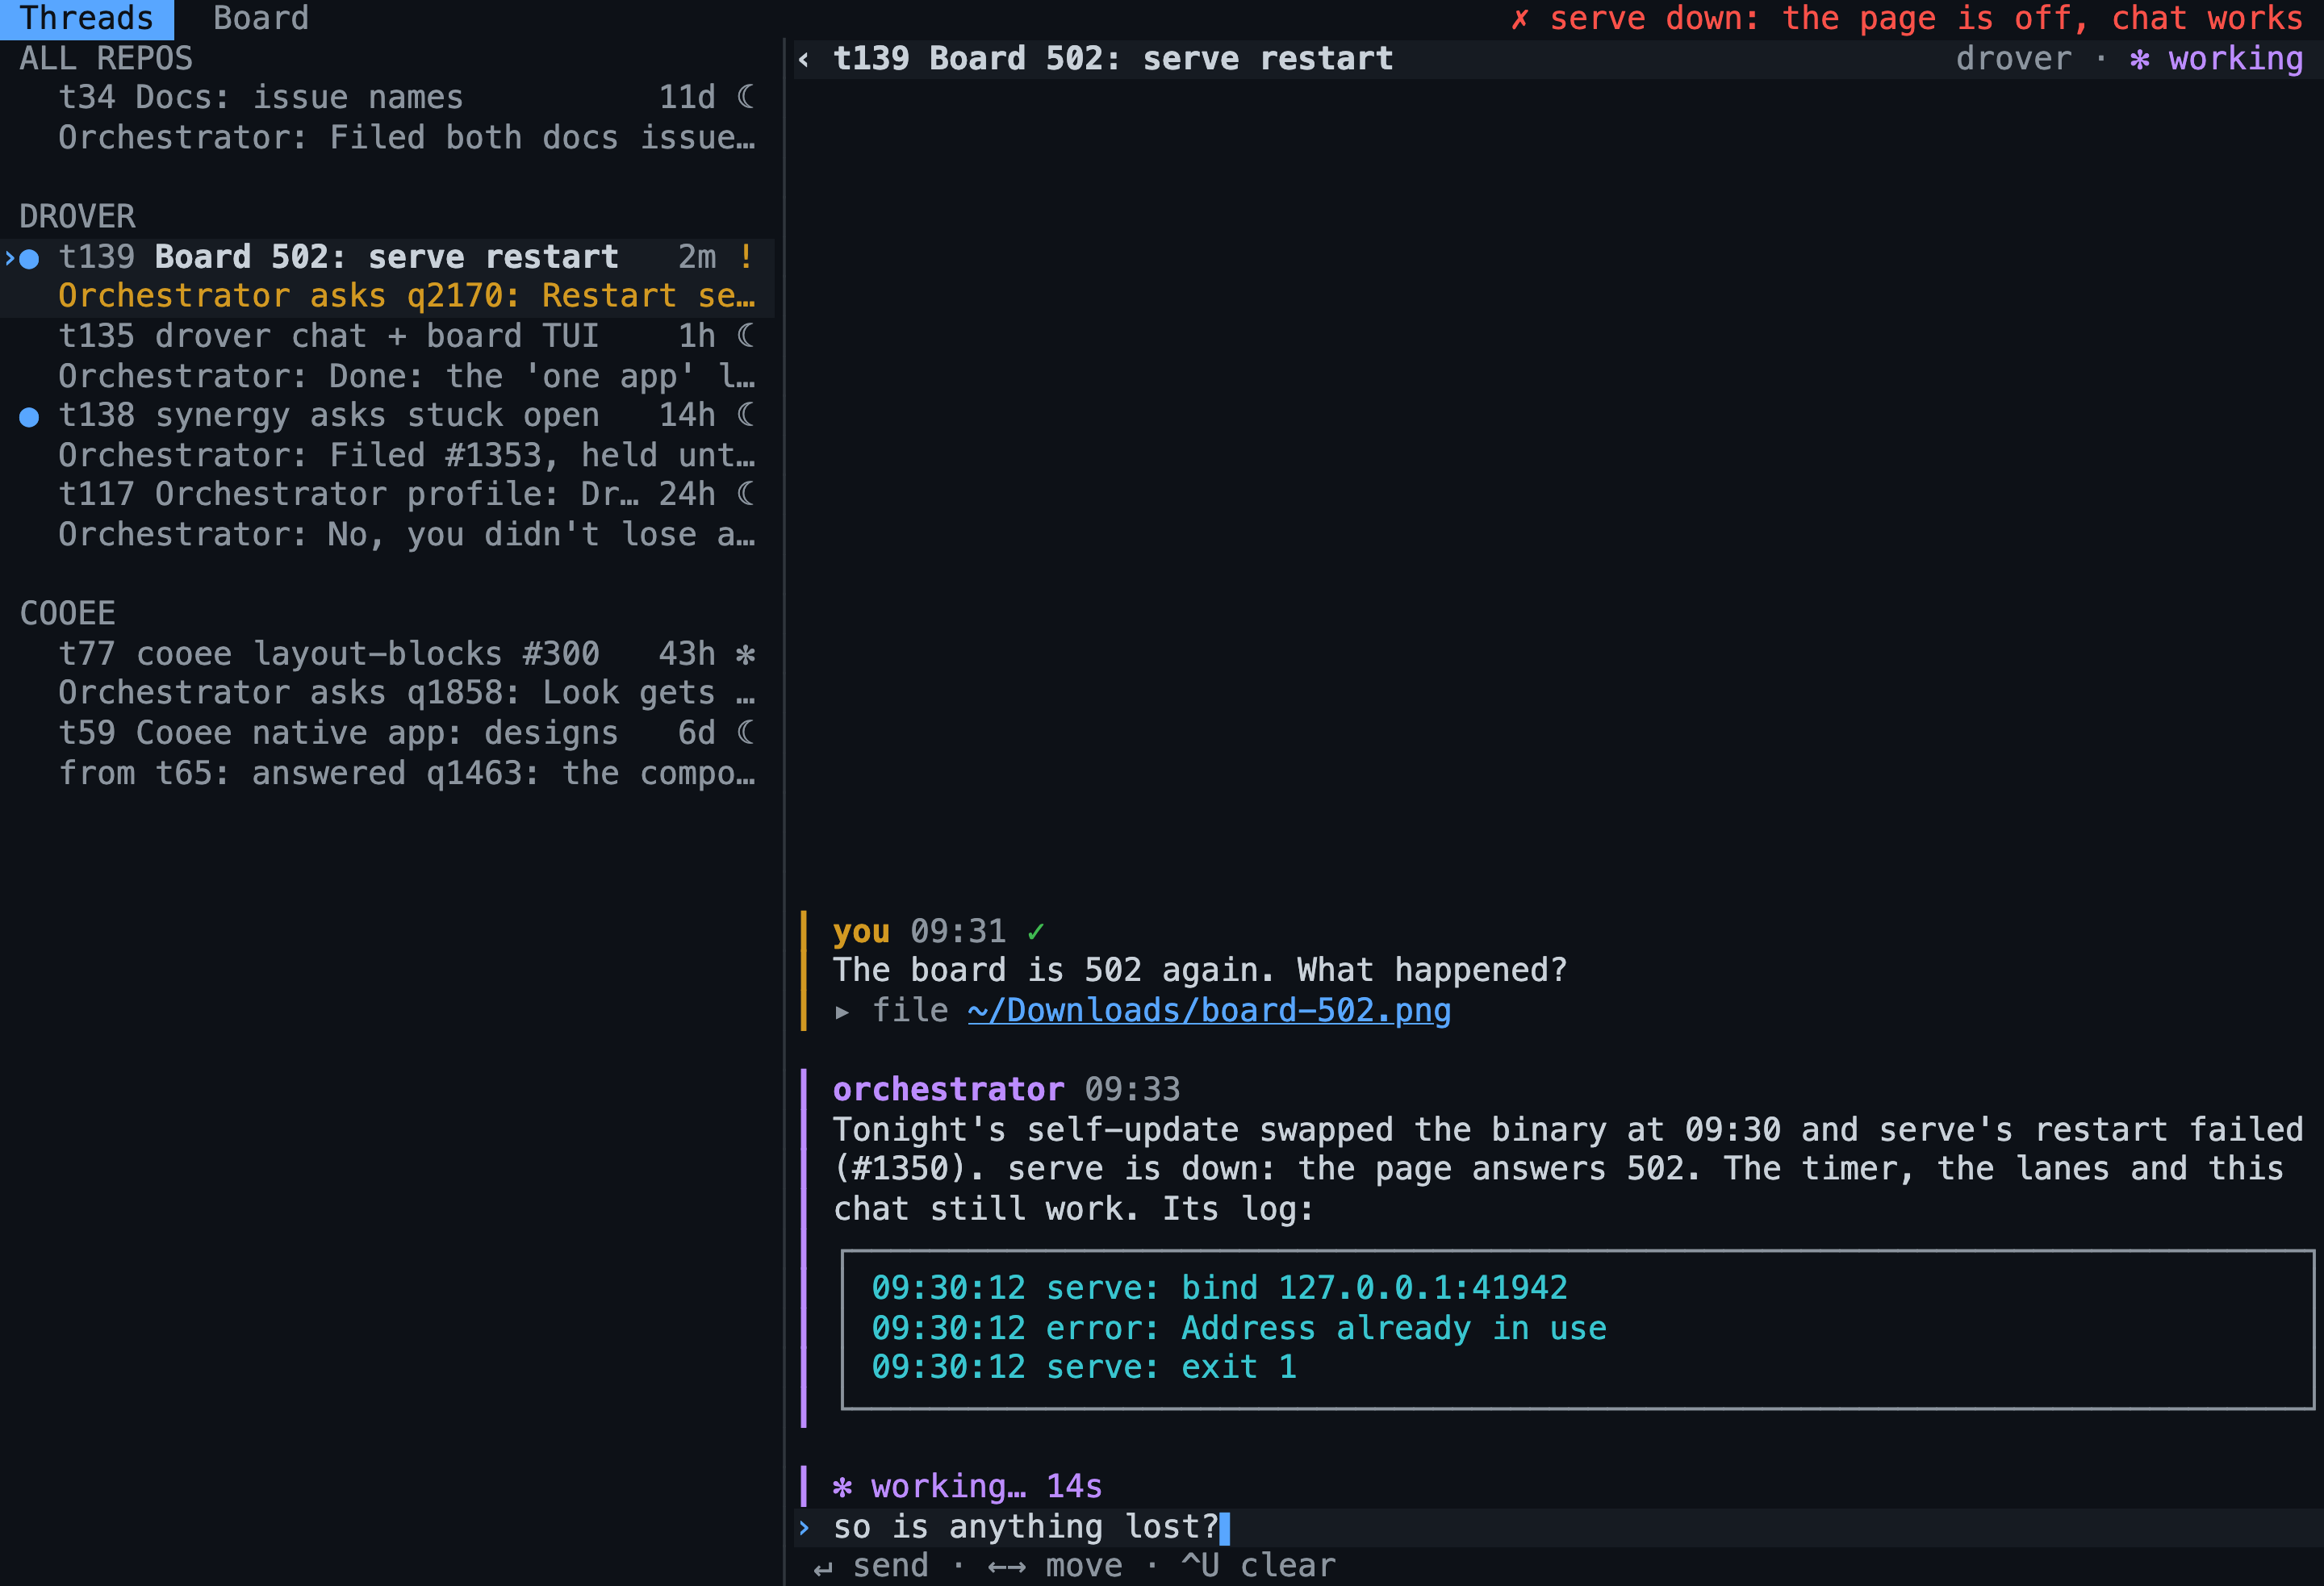 Threads Board ✗ serve down: the page is off, chat works
ALL REPOS
t34 Docs: issue names 11d ☾
Orchestrator: Filed both docs issue…
DROVER
›● t139 Board 502: serve restart 2m !
Orchestrator asks q2170: Restart se…
t135 drover chat + board TUI 1h ☾
Orchestrator: Done: the 'one app' l…
● t138 synergy asks stuck open 14h ☾
Orchestrator: Filed #1353, held unt…
t117 Orchestrator profile: Dr… 24h ☾
Orchestrator: No, you didn't lose a…
COOEE
t77 cooee layout-blocks #300 43h ✻
Orchestrator asks q1858: Look gets …
t59 Cooee native app: designs 6d ☾
from t65: answered q1463: the compo…
‹ t139 Board 502: serve restart drover · ✻ working
you 09:31 ✓
The board is 502 again. What happened?
▸ file ~/Downloads/board-502.png
orchestrator 09:33
Tonight's self-update swapped the binary at 09:30 and serve's restart failed
(#1350). serve is down: the page answers 502. The timer, the lanes and this
chat still work. Its log:
09:30:12 serve: bind 127.0.0.1:41942
09:30:12 error: Address already in use
09:30:12 serve: exit 1
✻ working… 14s
› so is anything lost?
↵ send · ←→ move · ^U clear